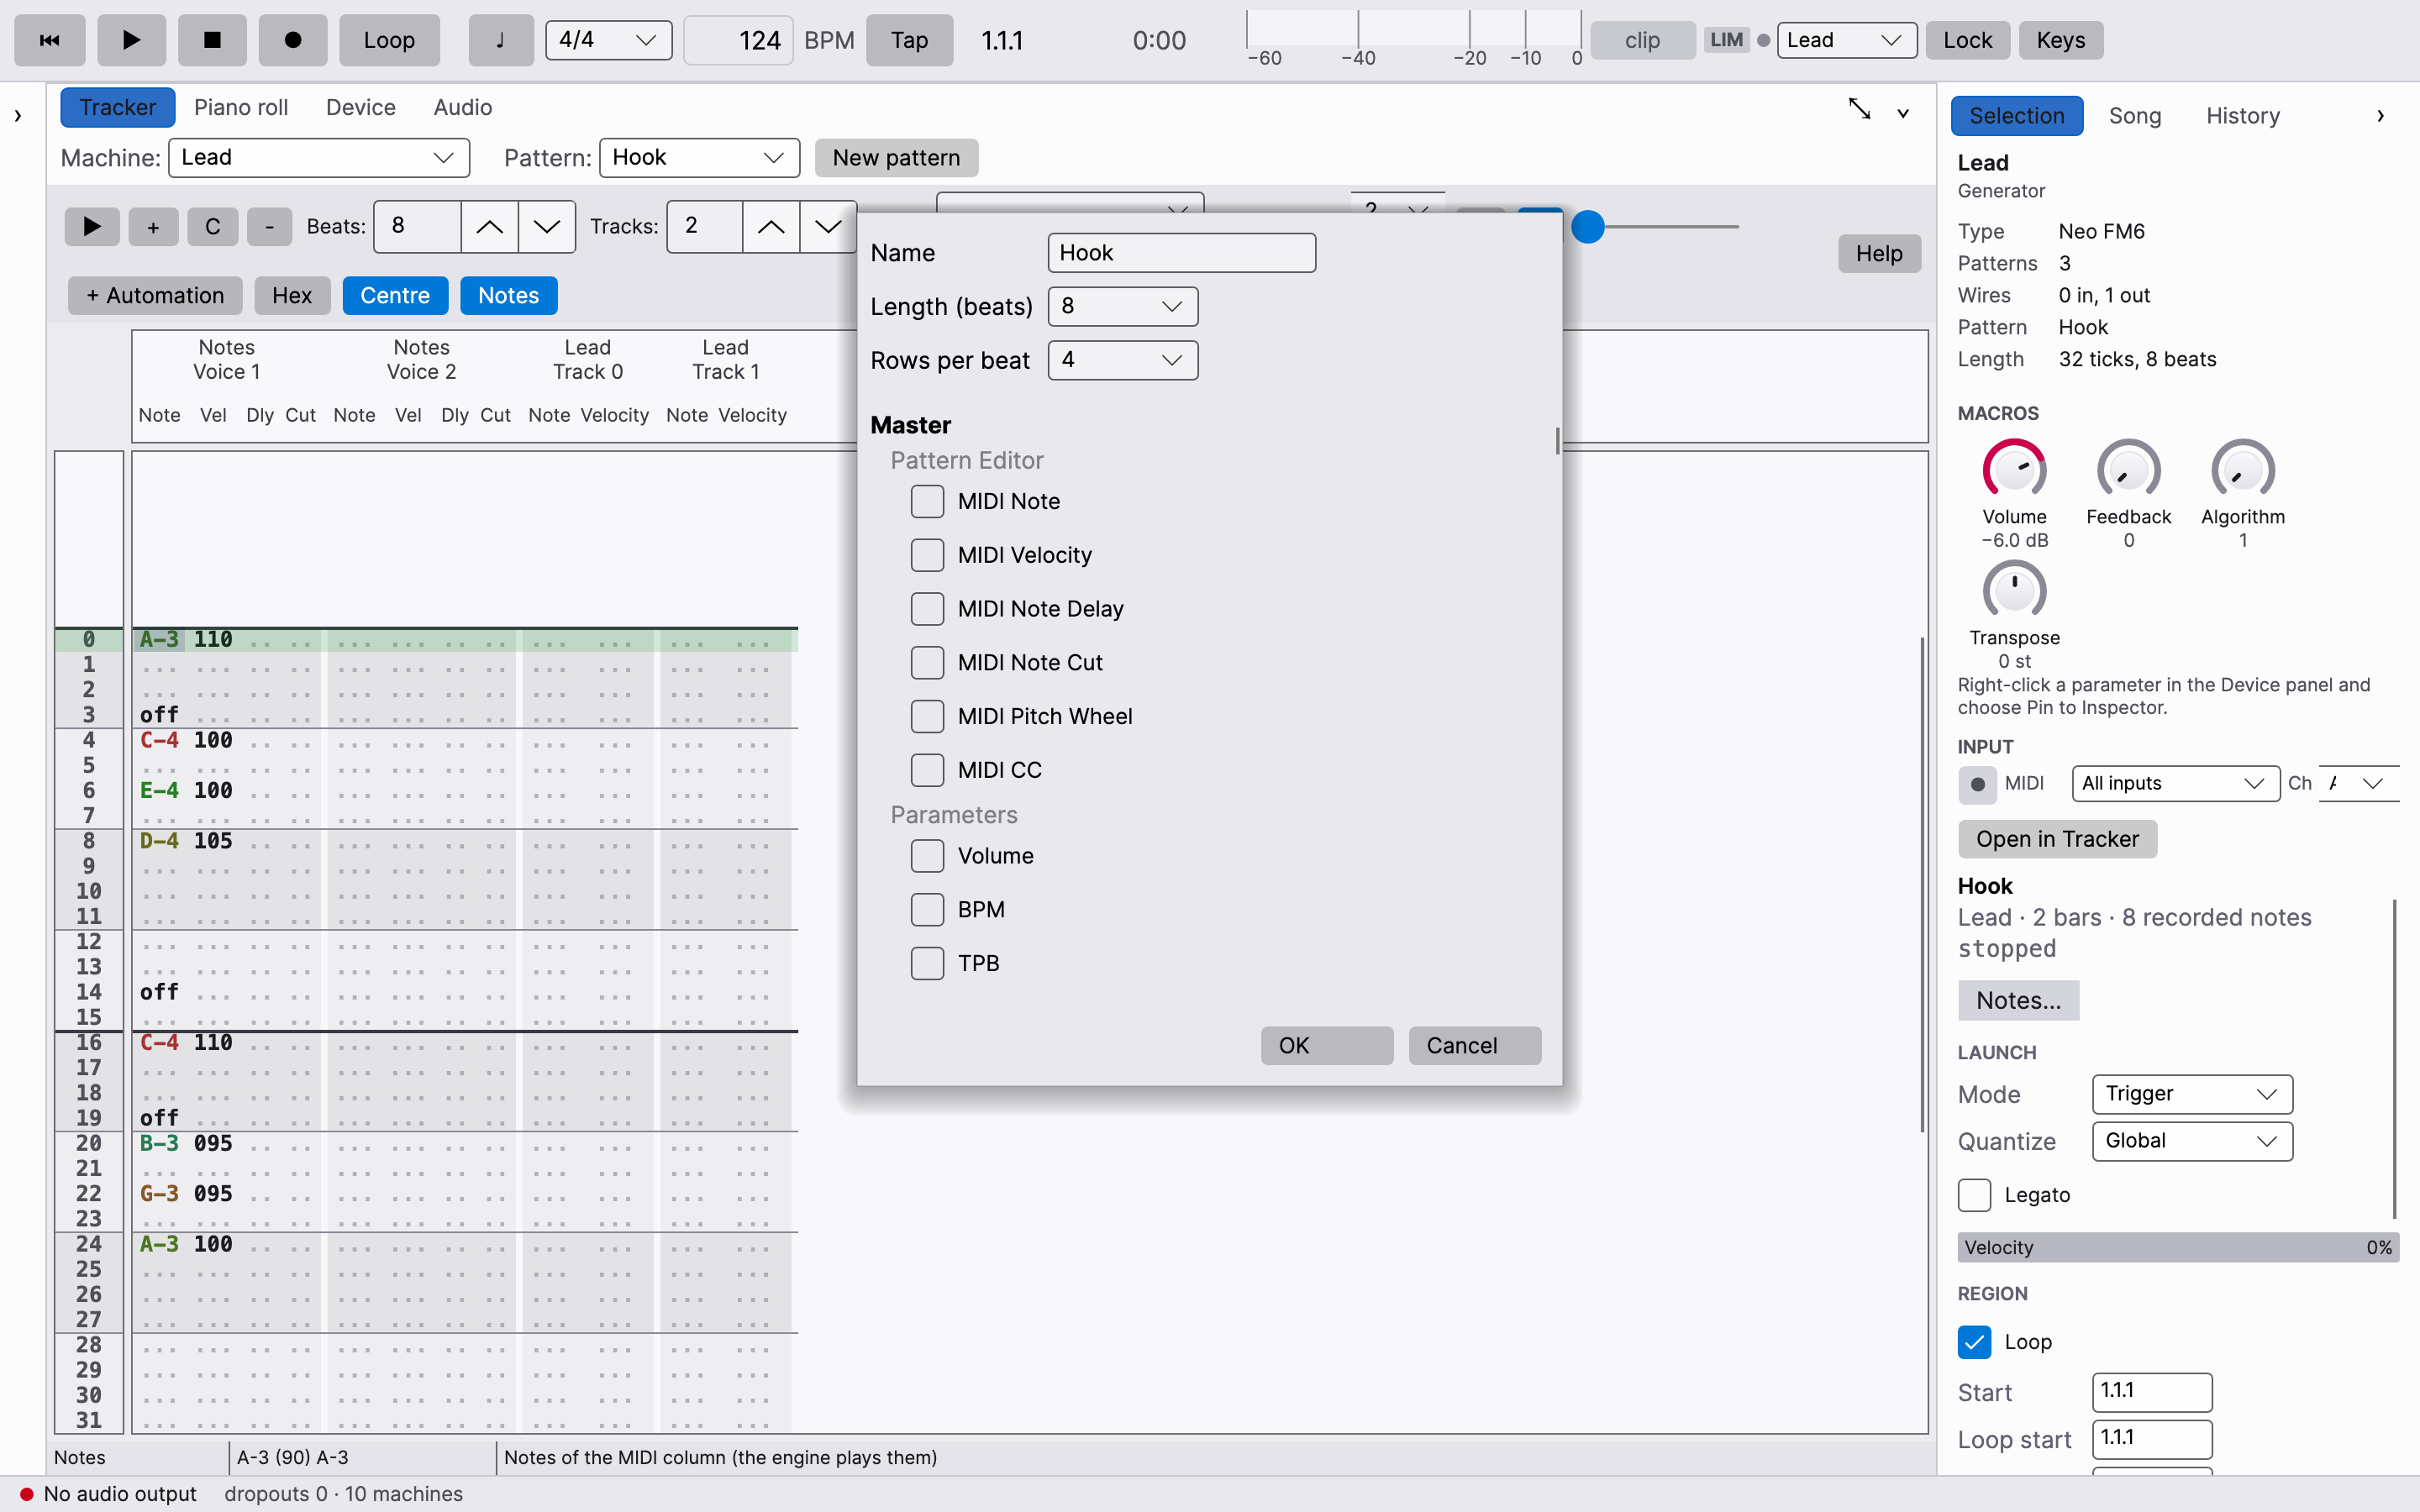 Loop 4/4 124 BPM Tap 1.1.1 0:00 -60 -40 -20 -10 0 clip LIM Lead Lock Keys
Tracker Piano roll Device Audio
Machine: Lead Pattern: Hook New pattern
+ C - Beats: 8 Tracks: 2
Help
+ Automation Hex Centre Notes
Notes Notes Lead Lead
Voice 1 Voice 2 Track 0 Track 1
Note Vel Dly Cut Note Vel Dly Cut Note Velocity Note Velocity
0 A-3 110
1
2
3 off
4 C-4 100
5
6 E-4 100
7
8 D-4 105
9
10
11
12
13
14 off
15
16 C-4 110
17
18
19 off
20 B-3 095
21
22 G-3 095
23
24 A-3 100
25
26
27
28
29
30
31
Name Hook
Length (beats) 8
Rows per beat 4
Master
Pattern Editor
MIDI Note
MIDI Velocity
MIDI Note Delay
MIDI Note Cut
MIDI Pitch Wheel
MIDI CC
Parameters
Volume
BPM
TPB
OK Cancel
Selection Song History
Lead
Generator
Type Neo FM6
Patterns 3
Wires 0 in, 1 out
Pattern Hook
Length 32 ticks, 8 beats
MACROS
Volume Feedback Algorithm
-6.0 dB 0 1
Transpose
0 st
Right-click a parameter in the Device panel and
choose Pin to Inspector.
INPUT
MIDI All inputs Ch
Open in Tracker
Hook
Lead · 2 bars · 8 recorded notes
stopped
Notes...
LAUNCH
Mode Trigger
Quantize Global
Legato
Velocity 0%
REGION
Loop
Start 1.1.1
Loop start 1.1.1
Notes A-3 (90) A-3 Notes of the MIDI column (the engine plays them)
No audio output dropouts 0 · 10 machines